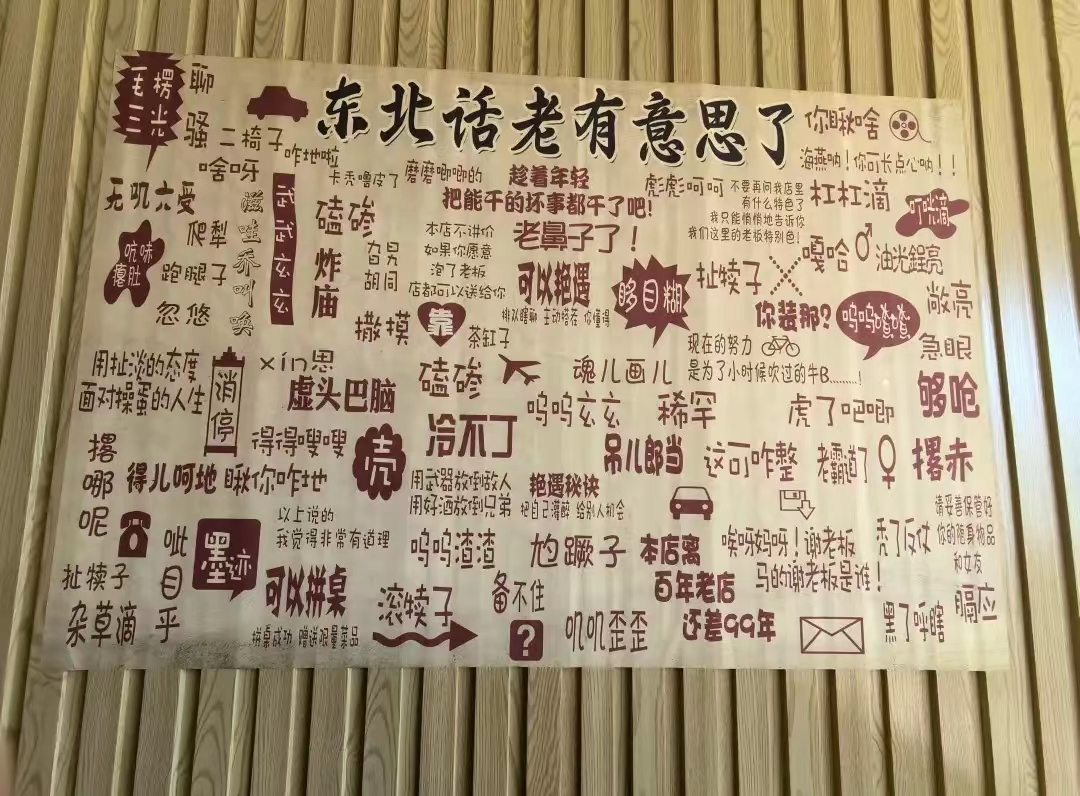 东北话老有意思了
毛楞
三光
聊
骚
二椅子
咋地啦
啥呀
你瞅啥
海燕呐！你可长点心呐！！
无叽六受
滋
哇
乔
叫
唤
武
武
玄
玄
卡秃噜皮了
磨磨唧唧的
趁着年轻
把能干的坏事都干了吧!
彪彪呵呵
不要再问我店里
有什么特色了
我只能悄悄地告诉你
我们这里的老板特别色!
杠杠滴
吭哧
瘪肚
爬犁
跑腿子
忽悠
磕碜
炸
庙
旮旯
胡同
本店不讲价
如果你愿意
泡了老板
店都可以送给你
老鼻子了！
可以艳遇
排队瞎聊 主动搭荐 你懂得
眵目糊
扯犊子
嘎哈
油光锃亮
敞亮
急眼
撒摸
靠
茶缸子
你装那?
呜呜喳喳
现在的努力
是为了小时候吹过的牛B........!
用扯淡的态度
面对操蛋的人生
消
停
xín思
虚头巴脑
磕碜
魂儿画儿
呜呜玄玄
稀罕
虎了吧唧
够呛
得得嗖嗖
壳
冷不丁
吊儿郎当
这可咋整
老霸道了
撂赤
撂
哪
呢
得儿呵地
瞅你咋地
用武器放倒敌人
用好酒放倒兄弟
艳遇秘诀
把自己灌醉 给别人机会
以上说的
我觉得非常有道理
请妥善保管好
你的随身物品
和女友
呲
目
乎
墨迹
呜呜渣渣
尥蹶子
本店离
百年老店
还差99年
唉呀妈呀！谢老板
马的谢老板是谁！
秃了反仗
扯犊子
杂草滴
可以拼桌
拼桌成功 赠送限量菜品
滚犊子
备不住
?
叽叽歪歪
黑了呼瞎
膈应